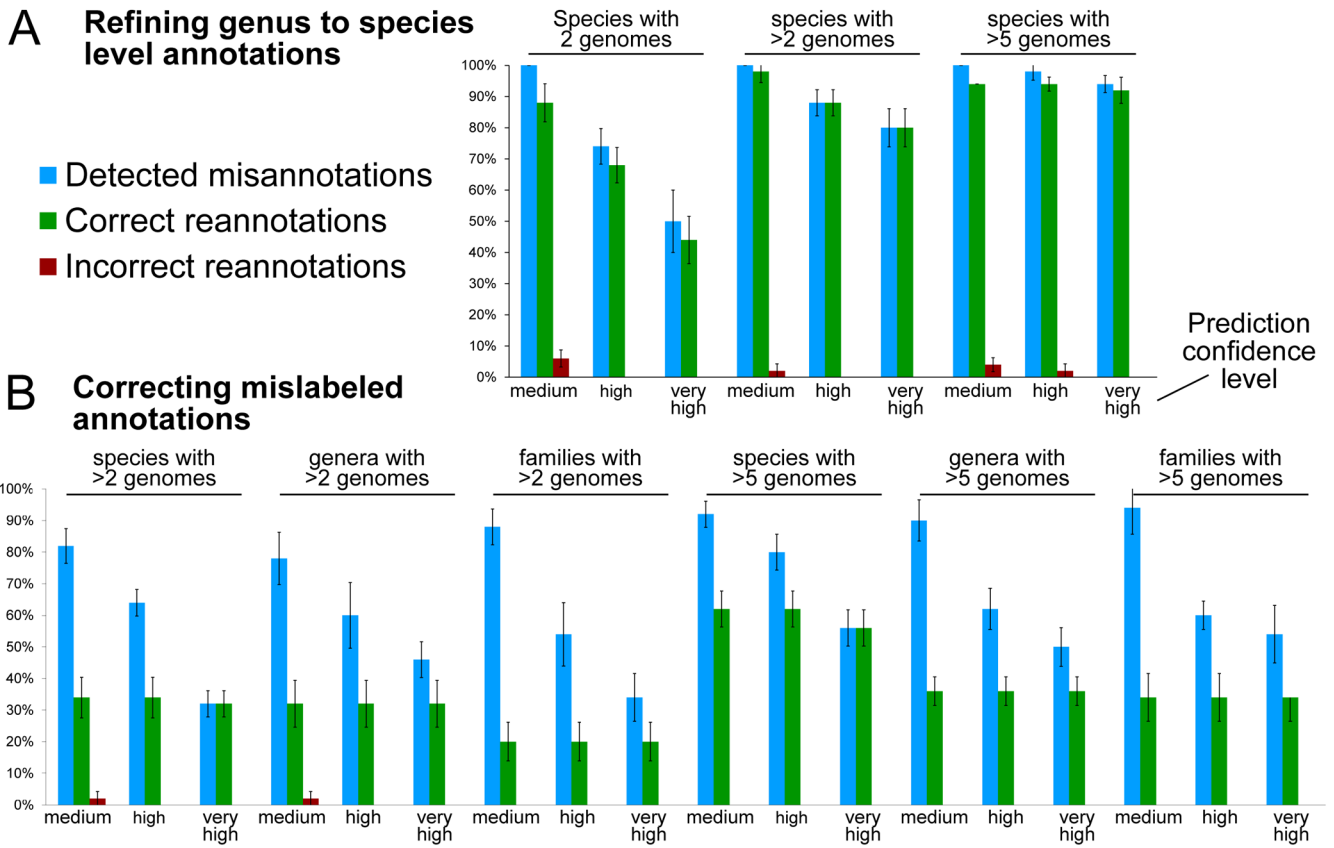 A
Refining genus to species
level annotations
Species with
2 genomes
species with
>2 genomes
species with
>5 genomes
Detected misannotations
Correct reannotations
Incorrect reannotations
100%
90%
80%
70%
60%
50%
40%
30%
20%
10%
0%
medium
high
very
high
medium
high
very
high
medium
high
very
high
Prediction
confidence
level
B
Correcting mislabeled
annotations
species with
>2 genomes
genera with
>2 genomes
families with
>2 genomes
species with
>5 genomes
genera with
>5 genomes
families with
>5 genomes
100%
90%
80%
70%
60%
50%
40%
30%
20%
10%
0%
medium
high
very
high
medium
high
very
high
medium
high
very
high
medium
high
very
high
medium
high
very
high
medium
high
very
high